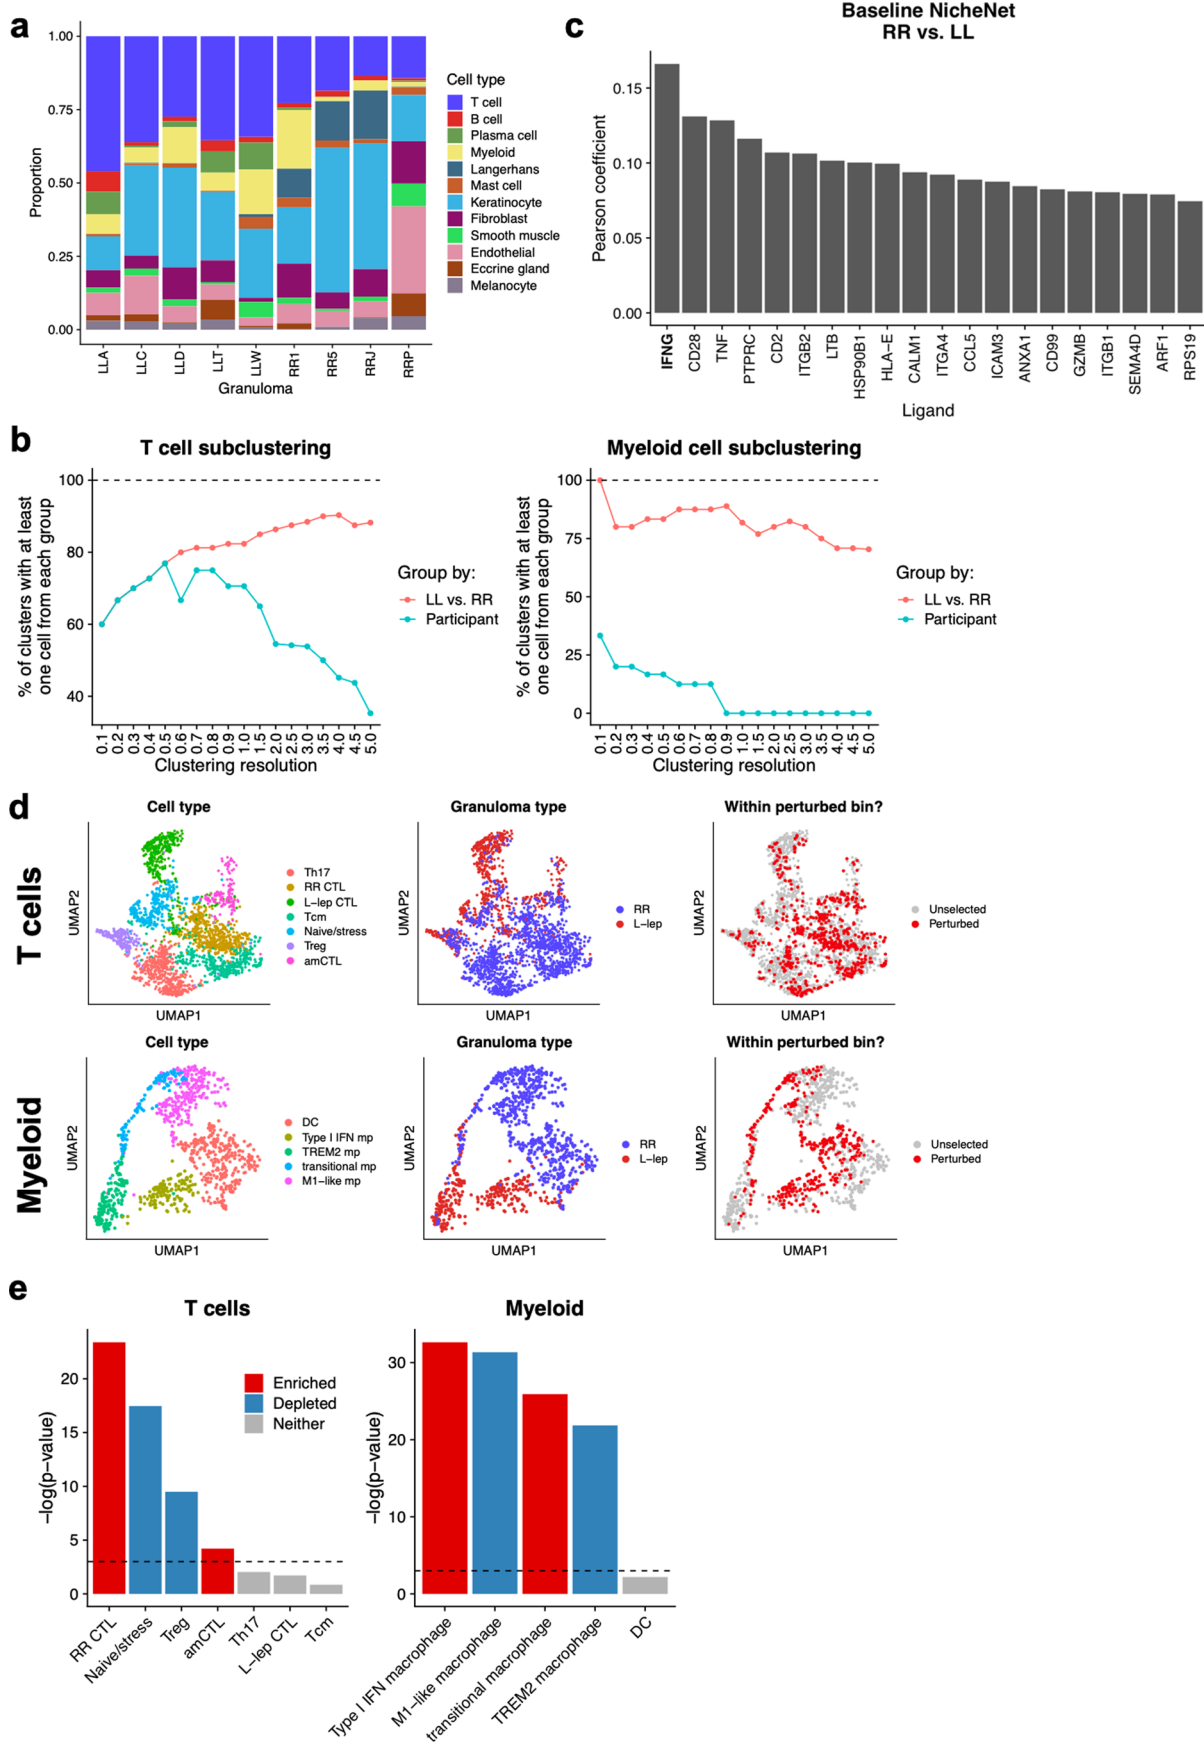 a
1.00
0.75
0.50
0.25
0.00
Proportion
LLA
LLC
LLD
LLT
LLW
RR1
RR5
RRJ
RRP
Granuloma
Cell type
T cell
B cell
Plasma cell
Myeloid
Langerhans
Mast cell
Keratinocyte
Fibroblast
Smooth muscle
Endothelial
Eccrine gland
Melanocyte
c
Baseline NicheNet
RR vs. LL
0.15
0.10
0.05
0.00
Pearson coefficient
IFNG
CD28
TNF
PTPRC
CD2
ITGB2
LTB
HSP90B1
HLA−E
CALM1
ITGA4
CCL5
ICAM3
ANXA1
CD99
GZMB
ITGB1
SEMA4D
ARF1
RPS19
Ligand
b
T cell subclustering
% of clusters with at least
one cell from each group
100
80
60
40
0.1
0.2
0.3
0.4
0.5
0.6
0.7
0.8
0.9
1.0
1.5
2.0
2.5
3.0
3.5
4.0
4.5
5.0
Clustering resolution
Group by:
LL vs. RR
Participant
Myeloid cell subclustering
% of clusters with at least
one cell from each group
100
75
50
25
0
0.1
0.2
0.3
0.4
0.5
0.6
0.7
0.8
0.9
1.0
1.5
2.0
2.5
3.0
3.5
4.0
4.5
5.0
Clustering resolution
Group by:
LL vs. RR
Participant
d
T cells
Cell type
UMAP2
UMAP1
Th17
RR CTL
L−lep CTL
Tcm
Naive/stress
Treg
amCTL
Granuloma type
UMAP2
UMAP1
RR
L−lep
Within perturbed bin?
UMAP2
UMAP1
Unselected
Perturbed
Myeloid
Cell type
UMAP2
UMAP1
DC
Type I IFN mp
TREM2 mp
transitional mp
M1−like mp
Granuloma type
UMAP2
UMAP1
RR
L−lep
Within perturbed bin?
UMAP2
UMAP1
Unselected
Perturbed
e
T cells
−log(p−value)
20
15
10
5
0
RR CTL
Naive/stress
Treg
amCTL
Th17
L−lep CTL
Tcm
Enriched
Depleted
Neither
Myeloid
−log(p−value)
30
20
10
0
Type I IFN macrophage
M1−like macrophage
transitional macrophage
TREM2 macrophage
DC